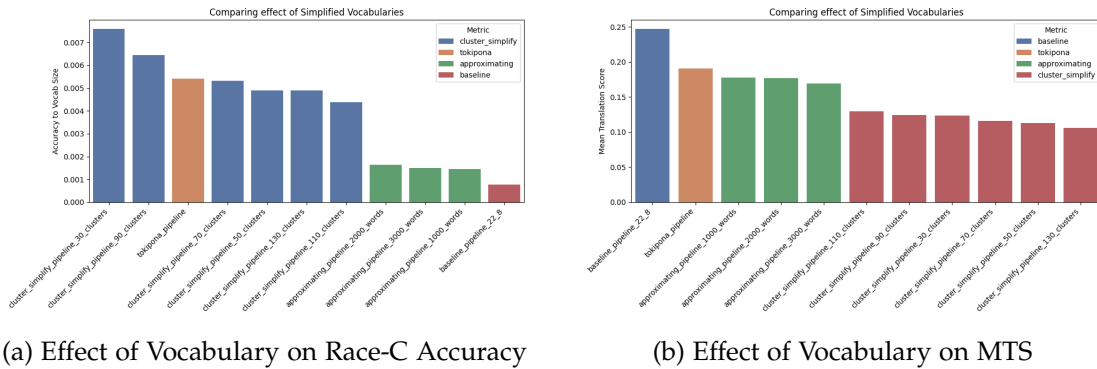 Comparing effect of Simplified Vocabularies
Metric
cluster_simplify
tokipona
approximating
baseline
Accuracy to Vocab Size
0.007
0.006
0.005
0.004
0.003
0.002
0.001
0.000
cluster_simplify_pipeline_30_clusters
cluster_simplify_pipeline_90_clusters
tokipona_pipeline
cluster_simplify_pipeline_70_clusters
cluster_simplify_pipeline_50_clusters
cluster_simplify_pipeline_130_clusters
cluster_simplify_pipeline_110_clusters
approximating_pipeline_2000_words
approximating_pipeline_3000_words
approximating_pipeline_1000_words
baseline_pipeline_22_8
(a) Effect of Vocabulary on Race-C Accuracy
Comparing effect of Simplified Vocabularies
Metric
baseline
tokipona
approximating
cluster_simplify
Mean Translation Score
0.25
0.20
0.15
0.10
0.05
0.00
baseline_pipeline_22_8
tokipona_pipeline
approximating_pipeline_1000_words
approximating_pipeline_2000_words
approximating_pipeline_3000_words
cluster_simplify_pipeline_110_clusters
cluster_simplify_pipeline_90_clusters
cluster_simplify_pipeline_30_clusters
cluster_simplify_pipeline_70_clusters
cluster_simplify_pipeline_50_clusters
cluster_simplify_pipeline_130_clusters
(b) Effect of Vocabulary on MTS